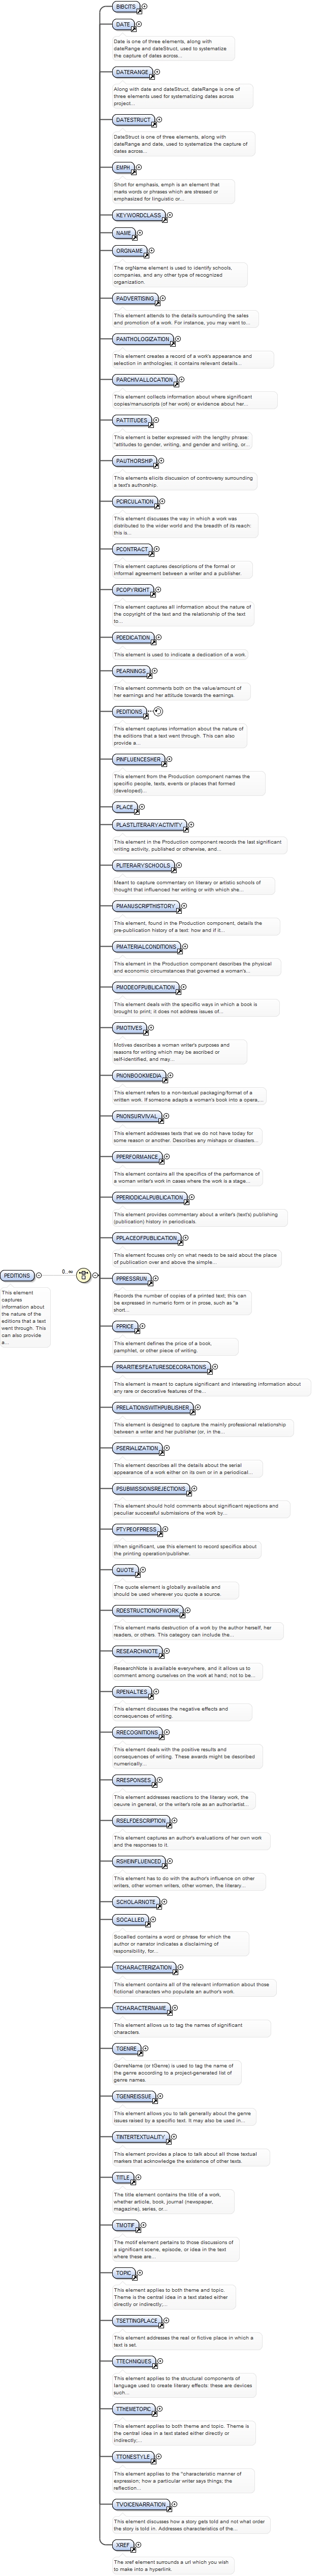 BIBCITS
DATE
Date is one of three elements, along with
dateRange and dateStruct, used to systematize
the capture of dates across...
DATERANGE
Along with date and dateStruct, dateRange is one of
three elements used for systematizing dates across
project...
DATESTRUCT
DateStruct is one of three elements, along with
dateRange and date, used to systematize the capture of
dates across...
EMPH
Short for emphasis, emph is an element that
marks words or phrases which are stressed or
emphasized for linguistic or...
KEYWORDCLASS
NAME
ORGNAME
The orgName element is used to identify schools,
companies, and any other type of recognized
organization.
PADVERTISING
This element attends to the details surrounding the sales
and promotion of a work. For instance, you may want to...
PANTHOLOGIZATION
This element creates a record of a work's appearance and
selection in anthologies; it contains relevant details...
PARCHIVALLOCATION
This element collects information about where significant
copies/manuscripts (of her work) or evidence about her...
PATTITUDES
This element is better expressed with the lengthy phrase:
"attitudes to gender, writing, and gender and writing, or...
PAUTHORSHIP
This elements elicits discussion of controversy surrounding
a text's authorship.
PCIRCULATION
This element discusses the way in which a work was
distributed to the wider world and the breadth of its reach:
this is...
PCONTRACT
This element captures descriptions of the formal or
informal agreement between a writer and a publisher.
PCOPYRIGHT
This element captures all information about the nature of
the copyright of the text and the relationship of the text
to...
PDEDICATION
This element is used to indicate a dedication of a work.
PEARNINGS
This element comments both on the value/amount of
her earnings and her attitude towards the earnings.
PEDITIONS
This element captures information about the nature of
the editions that a text went through. This can also
provide a...
PINFLUENCESHER
This element from the Production component names the
specific people, texts, events or places that formed
(developed)...
PLACE
PLASTLITERARYACTIVITY
This element in the Production component records the last significant
writing activity, published or otherwise, and...
PLITERARYSCHOOLS
Meant to capture commentary on literary or artistic schools of
thought that influenced her writing or with which she...
PMANUSCRIPTHISTORY
This element, found in the Production component, details the
pre-publication history of a text: how and if it...
PMATERIALCONDITIONS
This element in the Production component describes the physical
and economic circumstances that governed a woman's...
PMODEOFPUBLICATION
This element deals with the specific ways in which a book is
brought to print; it does not address issues of...
PMOTIVES
Motives describes a woman writer's purposes and
reasons for writing which may be ascribed or
self-identified, and may...
PNONBOOKMEDIA
This element refers to a non-textual packaging/format of a
written work. If someone adapts a woman's book into a opera,...
PNONSURVIVAL
This element addresses texts that we do not have today for
some reason or another. Describes any mishaps or disasters...
PPERFORMANCE
This element contains all the specifics of the performance of
a woman writer's work in cases where the work is a stage...
PPERIODICALPUBLICATION
This element provides commentary about a writer's (text's) publishing
(publication) history in periodicals.
PPLACEOFPUBLICATION
This element focuses only on what needs to be said about the place
of publication over and above the simple...
PEDITIONS
0..∞
This element
captures
information about
the nature of the
editions that a text
went through. This
can also provide
a...
PPRESSRUN
Records the number of copies of a printed text; this can
be expressed in numeric form or in prose, such as "a
short...
PPRICE
This element defines the price of a book,
pamphlet, or other piece of writing.
PRARITIESFEATURESDECORATIONS
This element is meant to capture significant and interesting information about
any rare or decorative features of the...
PRELATIONSWITHPUBLISHER
This element is designed to capture the mainly professional relationship
between a writer and her publisher (or, in the...
PSERIALIZATION
This element describes all the details about the serial
appearance of a work either on its own or in a periodical...
PSUBMISSIONSREJECTIONS
This element should hold comments about significant rejections and
peculiar successful submissions of the work by...
PTYPEOFPRESS
When significant, use this element to record specifics about
the printing operation/publisher.
QUOTE
The quote element is globally available and
should be used wherever you quote a source.
RDESTRUCTIONOFWORK
This element marks destruction of a work by the author herself, her
readers, or others. This category can include the...
RESEARCHNOTE
ResearchNote is available everywhere, and it allows us to
comment among ourselves on the work at hand, not to be...
RPENALTIES
This element discusses the negative effects and
consequences of writing.
RRECOGNITIONS
This element deals with the positive results and
consequences of writing. These awards might be described
numerically...
RRESPONSES
This element addresses reactions to the literary work, the
oeuvre in general, or the writer's role as an author/artist...
RSELFDESCRIPTION
This element captures an author's evaluations of her own work
and the responses to it.
RSHEINFLUENCED
This element has to do with the author's influence on other
writers, other women writers, other women, the literary...
SCHOLARNOTE
SOCALLED
Socalled contains a word or phrase for which the
author or narrator indicates a disclaiming of
responsibility, for...
TCHARACTERIZATION
This element contains all of the relevant information about those
fictional characters who populate an author's work.
TCHARACTERNAME
This element allows us to tag the names of significant
characters.
TGENRE
GenreName (or tGenre) is used to tag the name of
the genre according to a project-generated list of
genre names.
TGENREISSUE
This element allows you to talk generally about the genre
issues raised by a specific text. It may also be used in...
TINTERTEXTUALITY
This element provides a place to talk about all those textual
markers that acknowledge the existence of other texts.
TITLE
The title element contains the title of a work,
whether article, book, journal (newspaper,
magazine), series, or...
TMOTIF
The motif element pertains to those discussions of
a significant scene, episode, or idea in the text
where these are...
TOPIC
This element applies to both theme and topic.
Theme is the central idea in a text stated either
directly or indirectly;...
TSETTINGPLACE
This element addresses the real or fictive place in which a
text is set.
TTECHNIQUES
This element applies to the structural components of
language used to create literary effects: these are devices
such...
TTHEMETOPIC
This element applies to both theme and topic. Theme is
the central idea in a text stated either directly or
indirectly;...
TTONESTYLE
This element applies to the "characteristic manner of
expression; how a particular writer says things; the
reflection...
TVOICENARRATION
This element discusses how a story gets told and not what order
the story is told in. Addresses characteristics of the...
XREF
The xref element surrounds a url which you wish
to make into a hyperlink.